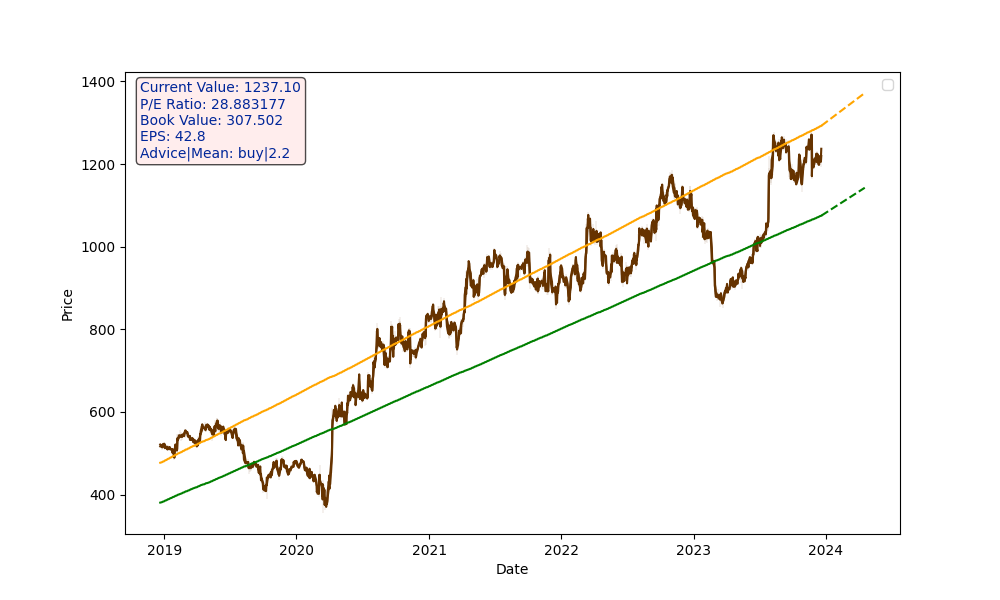 Current Value: 1237.10
P/E Ratio: 28.883177
Book Value: 307.502
EPS: 42.8
Advice|Mean: buy|2.2
1400
1200
1000
800
600
400
Price
2019
2020
2021
2022
2023
2024
Date